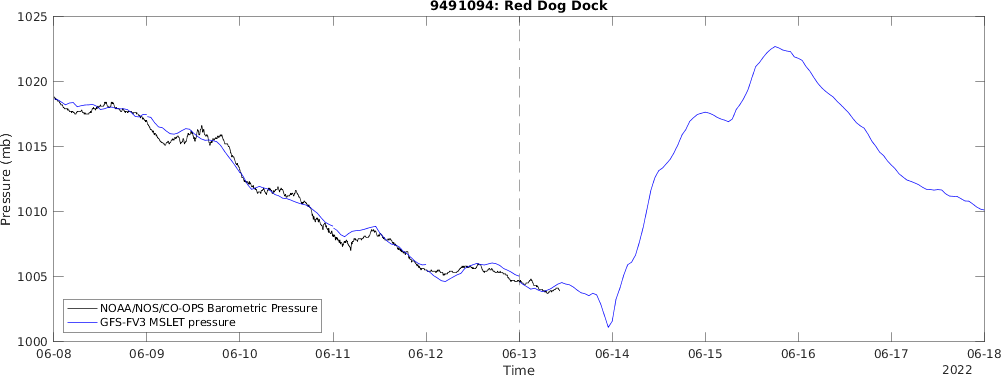 9491094: Red Dog Dock
Pressure (mb)
1025
1020
1015
1010
1005
1000
NOAA/NOS/CO-OPS Barometric Pressure
GFS-FV3 MSLET pressure
06-08 06-09 06-10 06-11 06-12 06-13 06-14 06-15 06-16 06-17 06-18
Time
2022